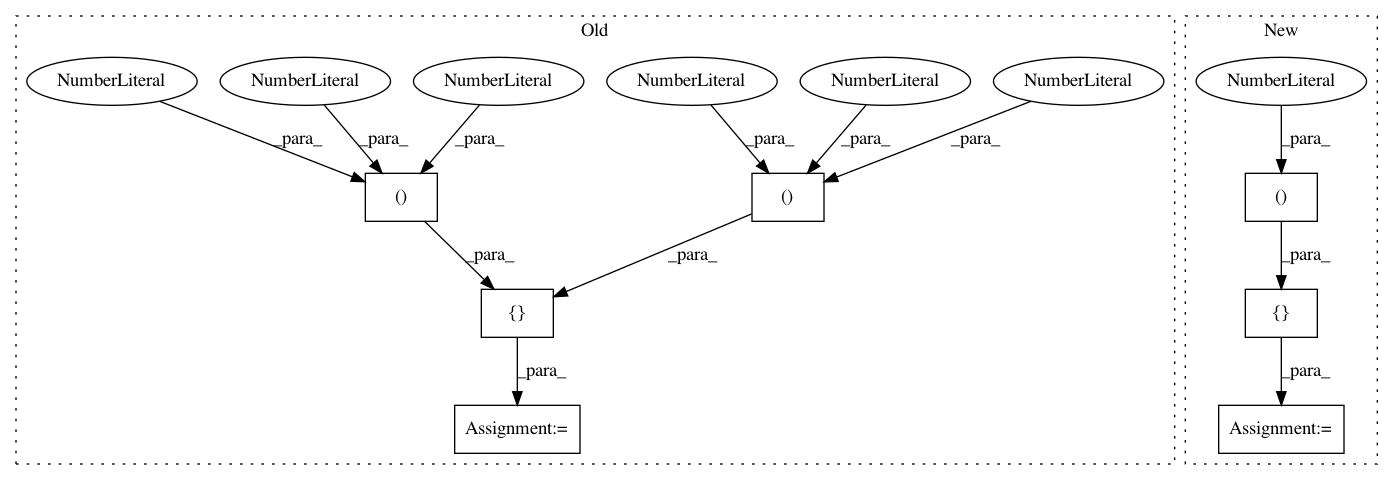 Old
New
NumberLiteral NumberLiteral NumberLiteral NumberLiteral NumberLiteral NumberLiteral NumberLiteral
_para_ _para_ _para_ _para_ _para_ _para_ _para_
() () ()
_para_ _para_ _para_
{} {}
_para_ _para_
Assignment:= Assignment:=